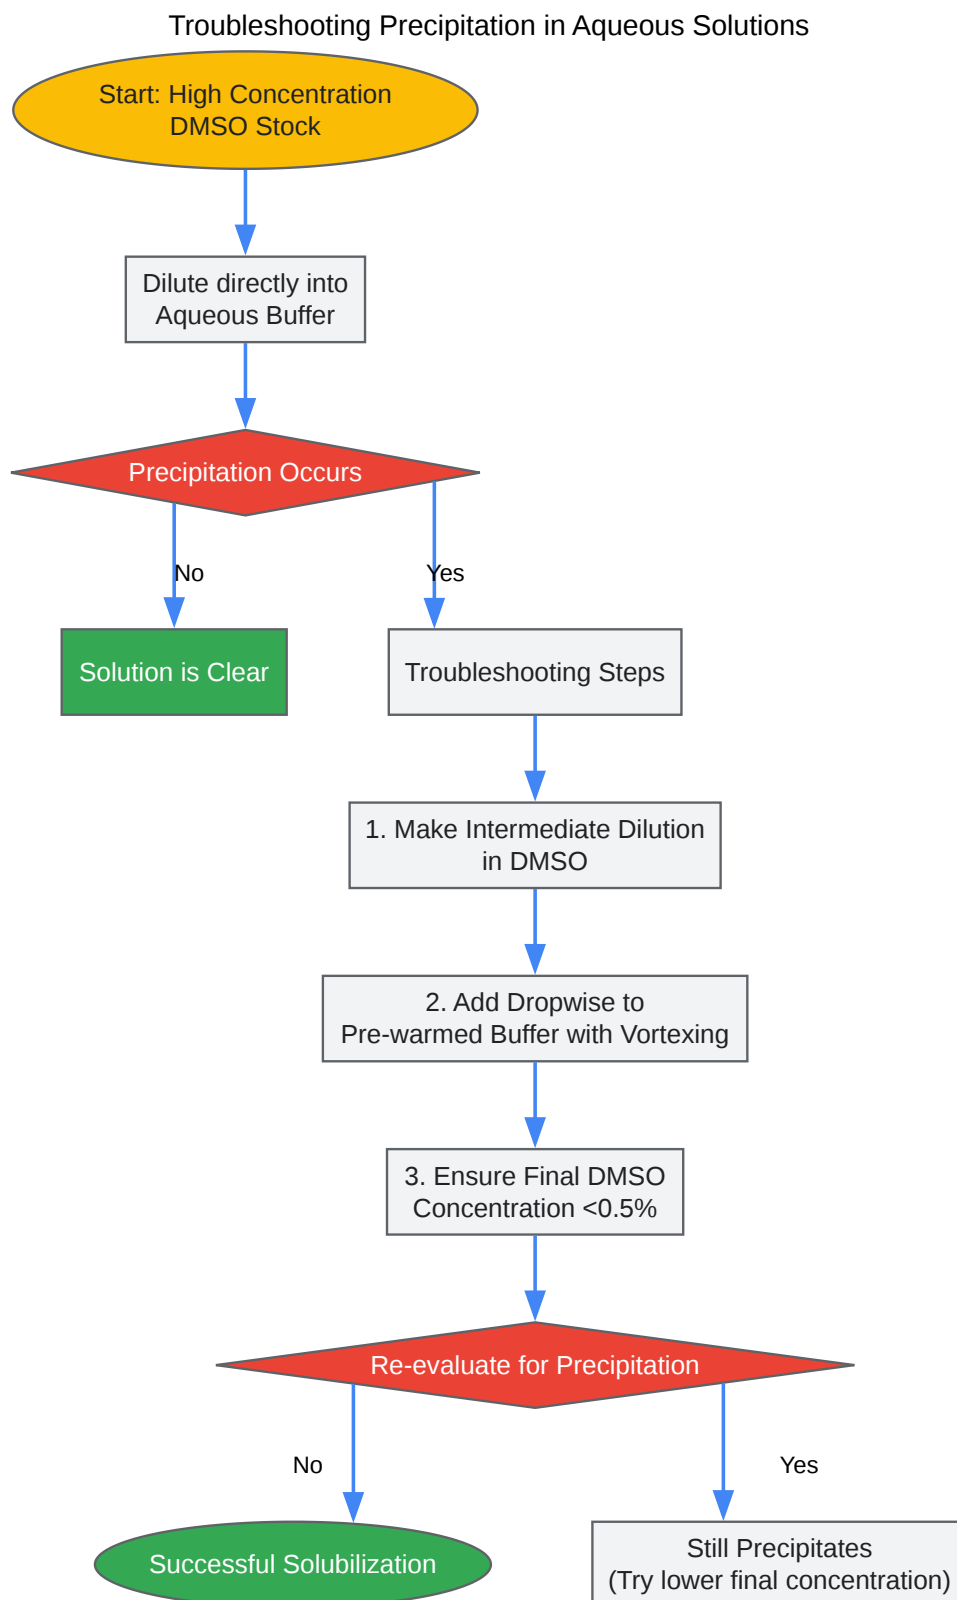 Troubleshooting Precipitation in Aqueous Solutions
Start: High Concentration
DMSO Stock
Dilute directly into
Aqueous Buffer
Precipitation Occurs
No
Yes
Solution is Clear
Troubleshooting Steps
1. Make Intermediate Dilution
in DMSO
2. Add Dropwise to
Pre-warmed Buffer with Vortexing
3. Ensure Final DMSO
Concentration <0.5%
Re-evaluate for Precipitation
No
Yes
Successful Solubilization
Still Precipitates
(Try lower final concentration)